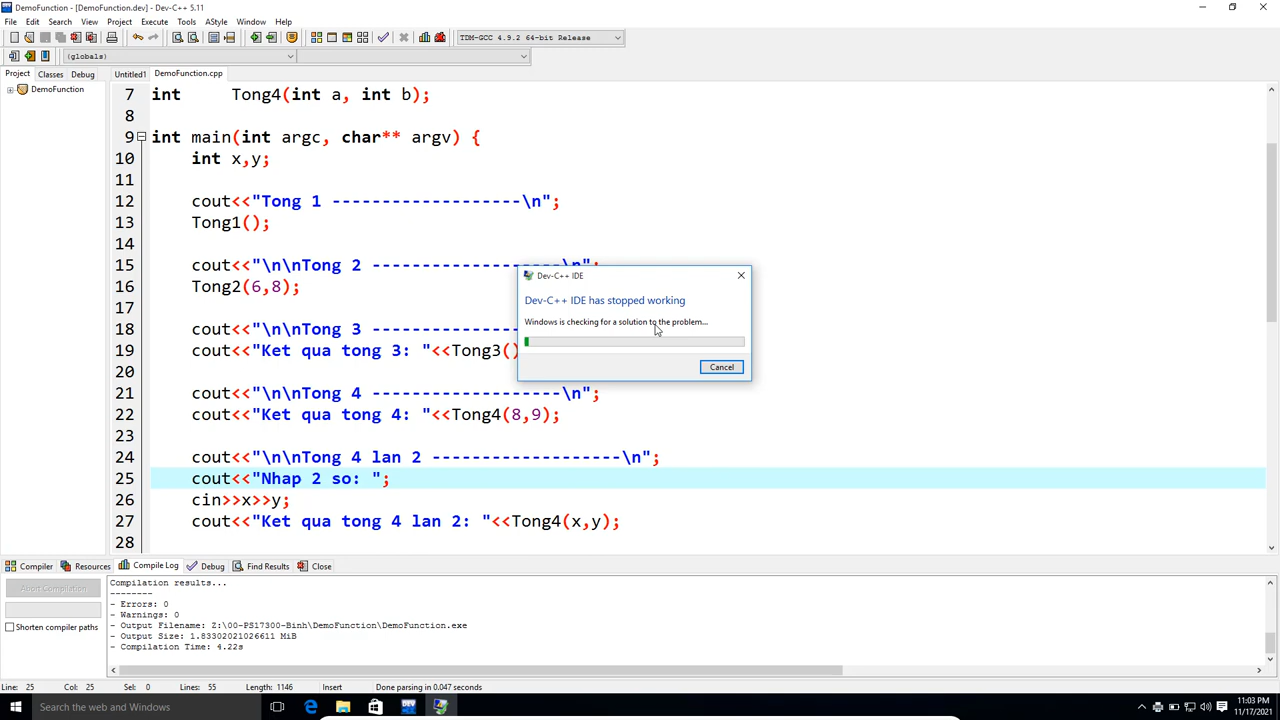 DemoFunction - [DemoFunction.dev] - Dev-C++ 5.11
File Edit Search View Project Execute Tools AStyle Window Help
TDM-GCC 4.9.2 64-bit Release
(globals)
Project Classes Debug Untitled1 DemoFunction.cpp
DemoFunction
7 int Tong4(int a, int b);
8
9 int main(int argc, char** argv) {
10 int x,y;
11
12 cout<<"Tong 1 -------------------\n";
13 Tong1();
14
15 cout<<"\n\nTong 2 -------------------\n";
16 Tong2(6,8);
17
18 cout<<"\n\nTong 3 -------------------\n";
19 cout<<"Ket qua tong 3: "<<Tong3()
20
21 cout<<"\n\nTong 4 -------------------\n";
22 cout<<"Ket qua tong 4: "<<Tong4(8,9);
23
24 cout<<"\n\nTong 4 lan 2 -------------------\n";
25 cout<<"Nhap 2 so: ";
26 cin>>x>>y;
27 cout<<"Ket qua tong 4 lan 2: "<<Tong4(x,y);
28
Dev-C++ IDE
Dev-C++ IDE has stopped working
Windows is checking for a solution to the problem...
Cancel
Compiler Resources Compile Log Debug Find Results Close
Abort Compilation
Shorten compiler paths
Compilation results...
--------
- Errors: 0
- Warnings: 0
- Output Filename: Z:\00-PS17300-Binh\DemoFunction\DemoFunction.exe
- Output Size: 1.83302021026611 MiB
- Compilation Time: 4.22s
Line: 25 Col: 25 Sel: 0 Lines: 55 Length: 1146 Insert Done parsing in 0.047 seconds
Search the web and Windows
DEV
11:03 PM
11/17/2021